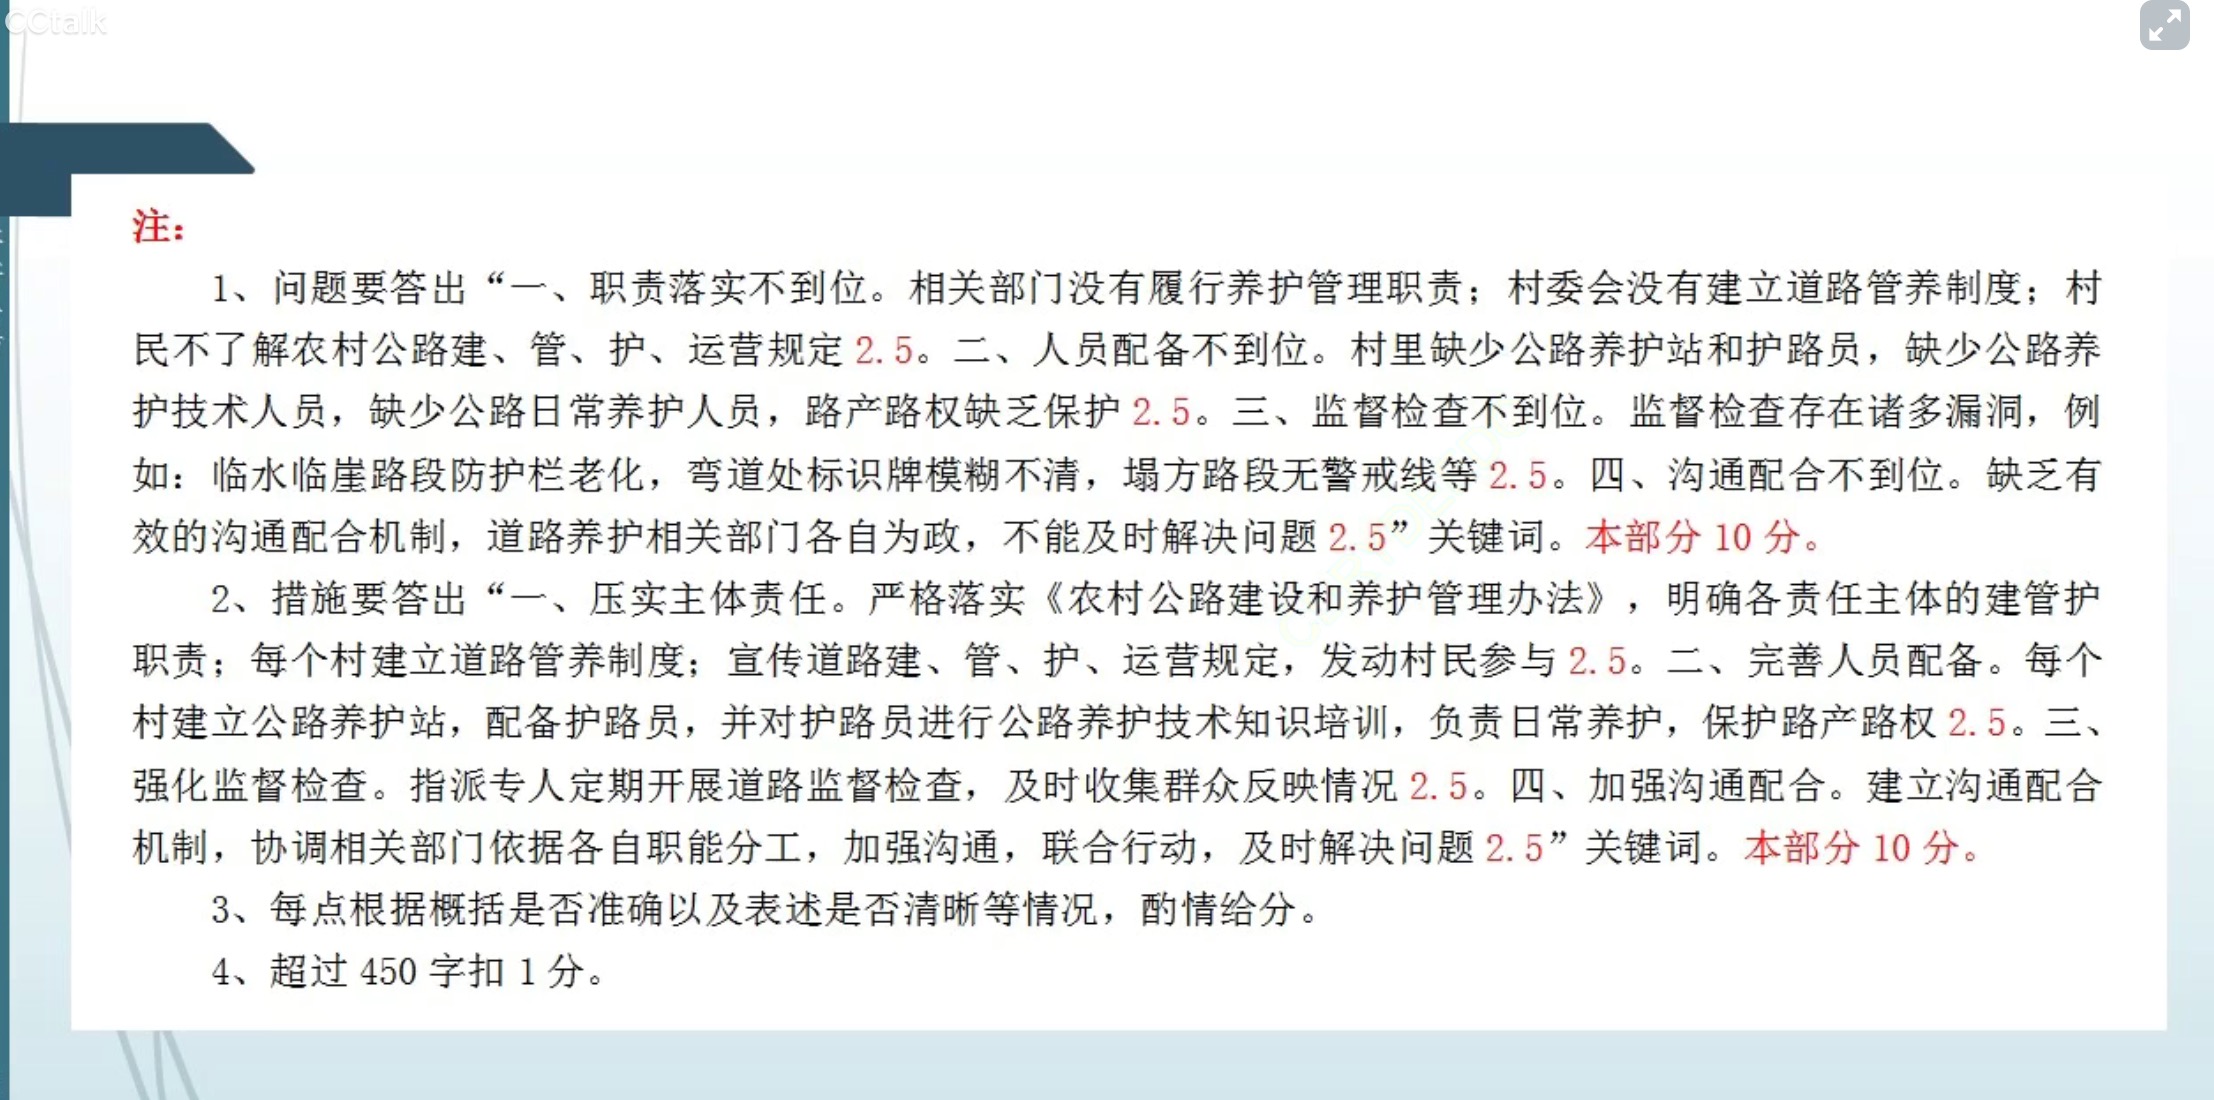 CCtalk
注：
1、问题要答出“一、职责落实不到位。相关部门没有履行养护管理职责；村委会没有建立道路管养制度；村
民不了解农村公路建、管、护、运营规定 2.5。二、人员配备不到位。村里缺少公路养护站和护路员，缺少公路养
护技术人员，缺少公路日常养护人员，路产路权缺乏保护 2.5。三、监督检查不到位。监督检查存在诸多漏洞，例
如：临水临崖路段防护栏老化，弯道处标识牌模糊不清，塌方路段无警戒线等 2.5。四、沟通配合不到位。缺乏有
效的沟通配合机制，道路养护相关部门各自为政，不能及时解决问题 2.5”关键词。本部分 10 分。
2、措施要答出“一、压实主体责任。严格落实《农村公路建设和养护管理办法》，明确各责任主体的建管护
职责；每个村建立道路管养制度；宣传道路建、管、护、运营规定，发动村民参与 2.5。二、完善人员配备。每个
村建立公路养护站，配备护路员，并对护路员进行公路养护技术知识培训，负责日常养护，保护路产路权 2.5。三、
强化监督检查。指派专人定期开展道路监督检查，及时收集群众反映情况 2.5。四、加强沟通配合。建立沟通配合
机制，协调相关部门依据各自职能分工，加强沟通，联合行动，及时解决问题 2.5”关键词。本部分 10 分。
3、每点根据概括是否准确以及表述是否清晰等情况，酌情给分。
4、超过 450 字扣 1 分。